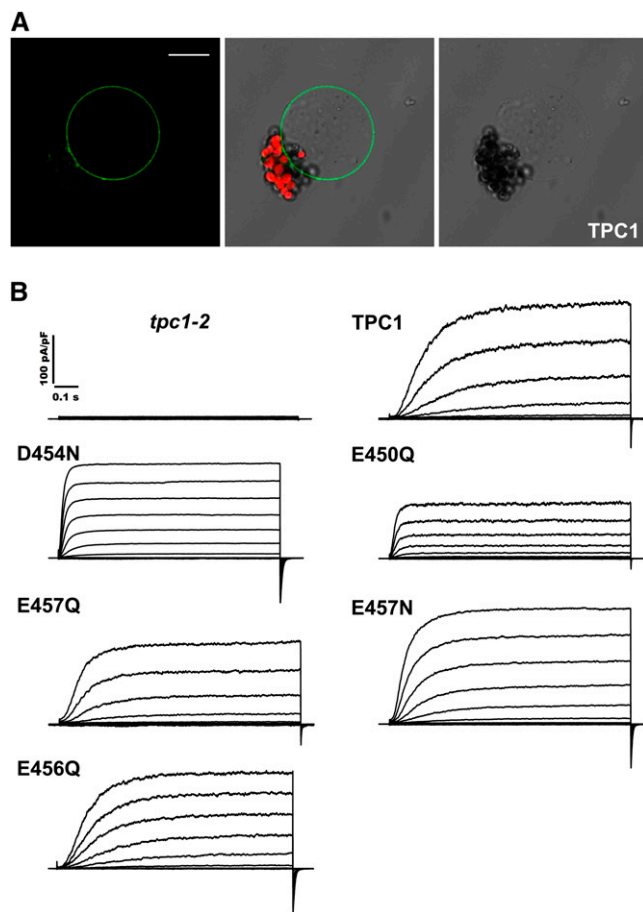 A
TPC1
B
tpc1-2
TPC1
100 pA/pF
0.1 s
D454N
E450Q
E457Q
E457N
E456Q